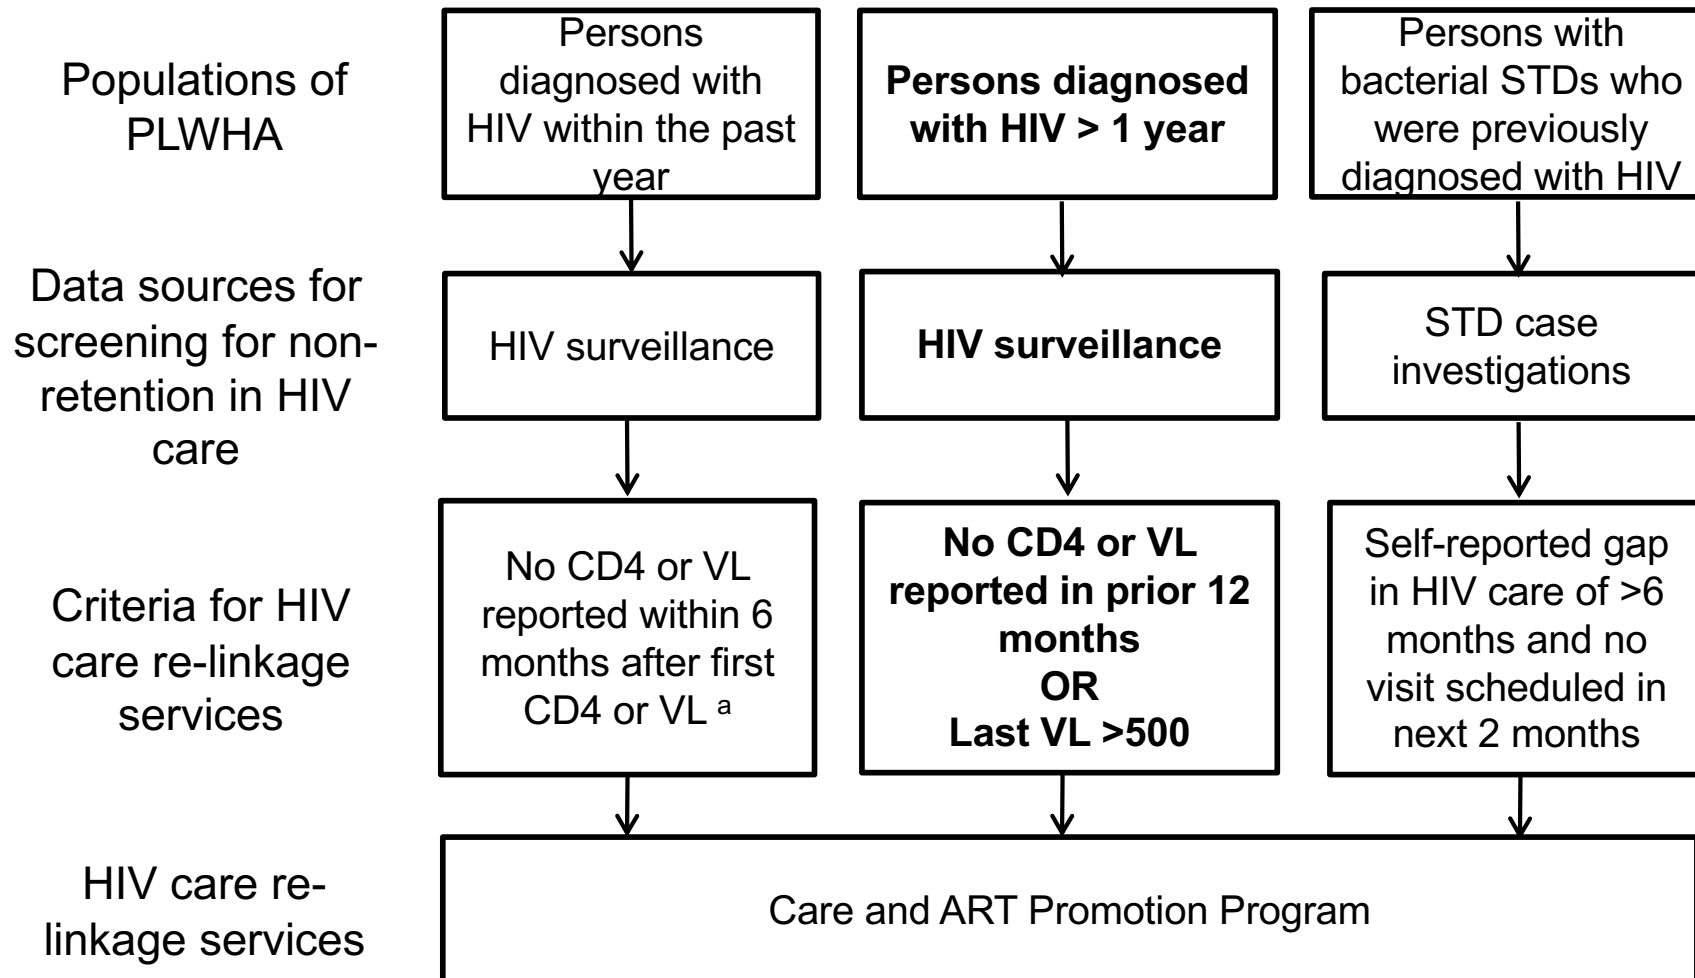 Populations of
PLWHA
Persons
diagnosed with
HIV within the past
year
Persons diagnosed
with HIV > 1 year
Persons with
bacterial STDs who
were previously
diagnosed with HIV
Data sources for
screening for non-
retention in HIV
care
HIV surveillance
HIV surveillance
STD case
investigations
Criteria for HIV
care re-linkage
services
No CD4 or VL
reported within 6
months after first
CD4 or VL ᵃ
No CD4 or VL
reported in prior 12
months
OR
Last VL >500
Self-reported gap
in HIV care of >6
months and no
visit scheduled in
next 2 months
HIV care re-
linkage services
Care and ART Promotion Program